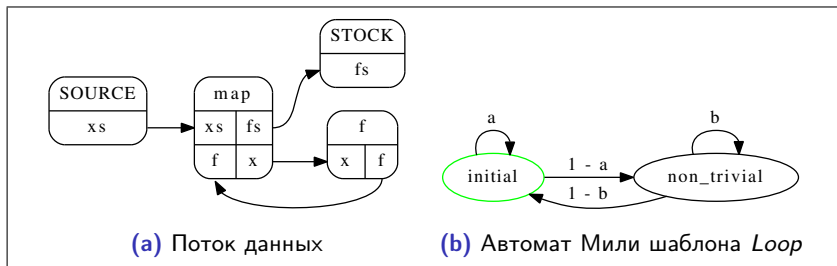 STOCK
fs
SOURCE
xs
map
xs fs
f x
f
x f
a
b
initial
1 - a
1 - b
non_trivial
(a) Поток данных
(b) Автомат Мили шаблона Loop